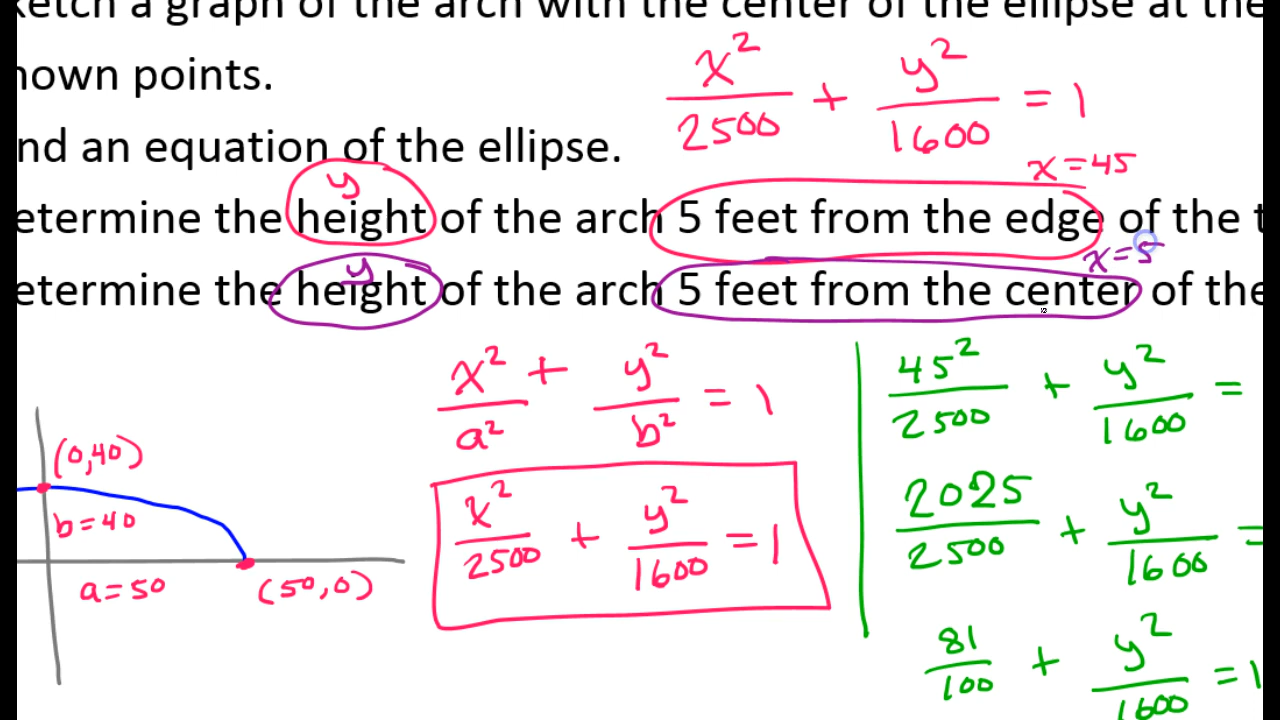 ketch a graph of the arch with the center of the ellipse at the
nown points.
x²/2500 + y²/1600 = 1
nd an equation of the ellipse.
x=45
y
etermine the height of the arch 5 feet from the edge of the t
x=5
y
etermine the height of the arch 5 feet from the center of the
x²/a² + y²/b² = 1
45²/2500 + y²/1600 =
(0,40)
b=40
a=50
(50,0)
x²/2500 + y²/1600 = 1
2025/2500 + y²/1600 =
81/100 + y²/1600 = 1